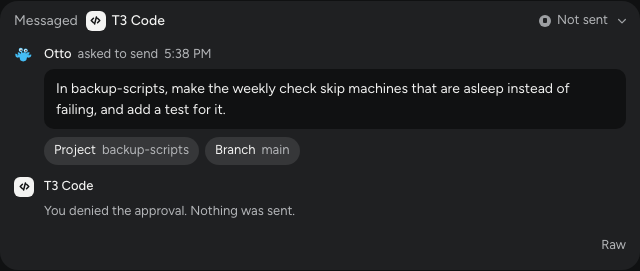 Messaged T3 Code Not sent
Otto asked to send 5:38 PM
In backup-scripts, make the weekly check skip machines that are asleep instead of
failing, and add a test for it.
Project backup-scripts Branch main
T3 Code
You denied the approval. Nothing was sent.
Raw